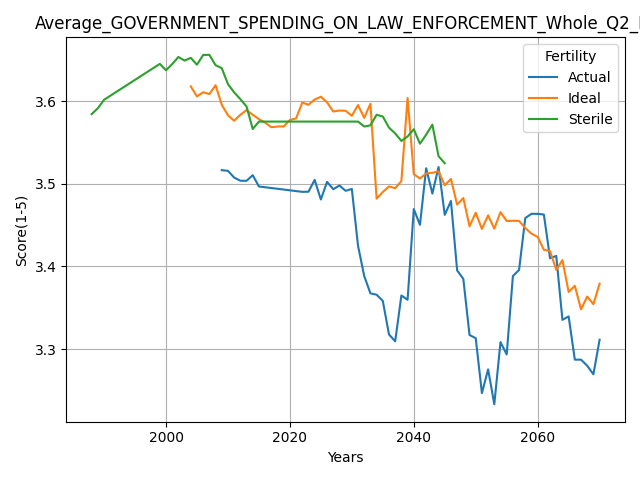 Average_GOVERNMENT_SPENDING_ON_LAW_ENFORCEMENT_Whole_Q2_
Fertility
Actual
Ideal
Sterile
Score(1-5)
3.6
3.5
3.4
3.3
2000
2020
2040
2060
Years